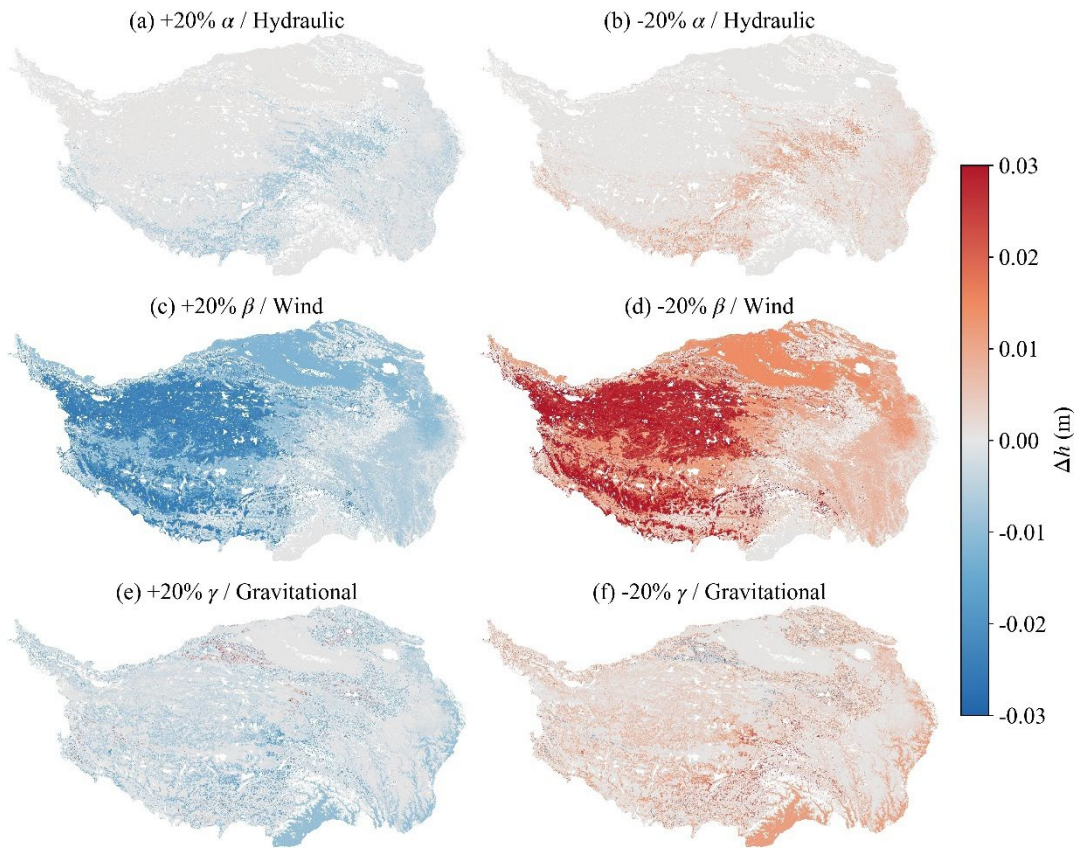 (a) +20% α / Hydraulic
(b) -20% α / Hydraulic
(c) +20% β / Wind
(d) -20% β / Wind
(e) +20% γ / Gravitational
(f) -20% γ / Gravitational
0.03
0.02
0.01
0.00
-0.01
-0.02
-0.03
Δh (m)